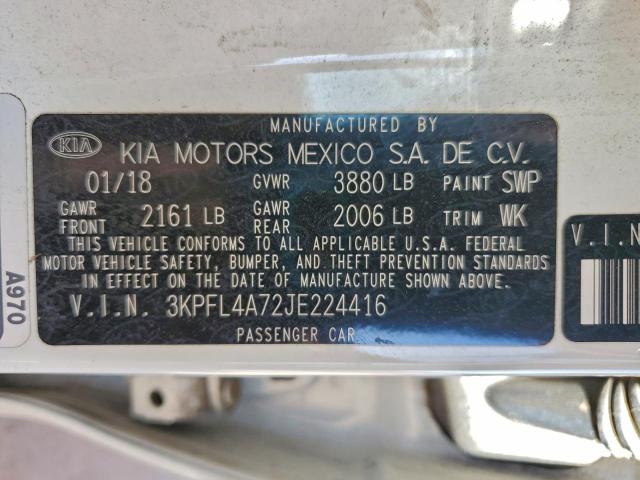 MANUFACTURED BY
KIA KIA MOTORS MEXICO S.A. DE C.V.
01/18 GVWR 3880 LB PAINT SWP
GAWR FRONT 2161 LB GAWR REAR 2006 LB TRIM WK
THIS VEHICLE CONFORMS TO ALL APPLICABLE U.S.A. FEDERAL
MOTOR VEHICLE SAFETY, BUMPER, AND THEFT PREVENTION STANDARDS
IN EFFECT ON THE DATE OF MANUFACTURE SHOWN ABOVE.
V.I.N. 3KPFL4A72JE224416
PASSENGER CAR
A970
V.I.N